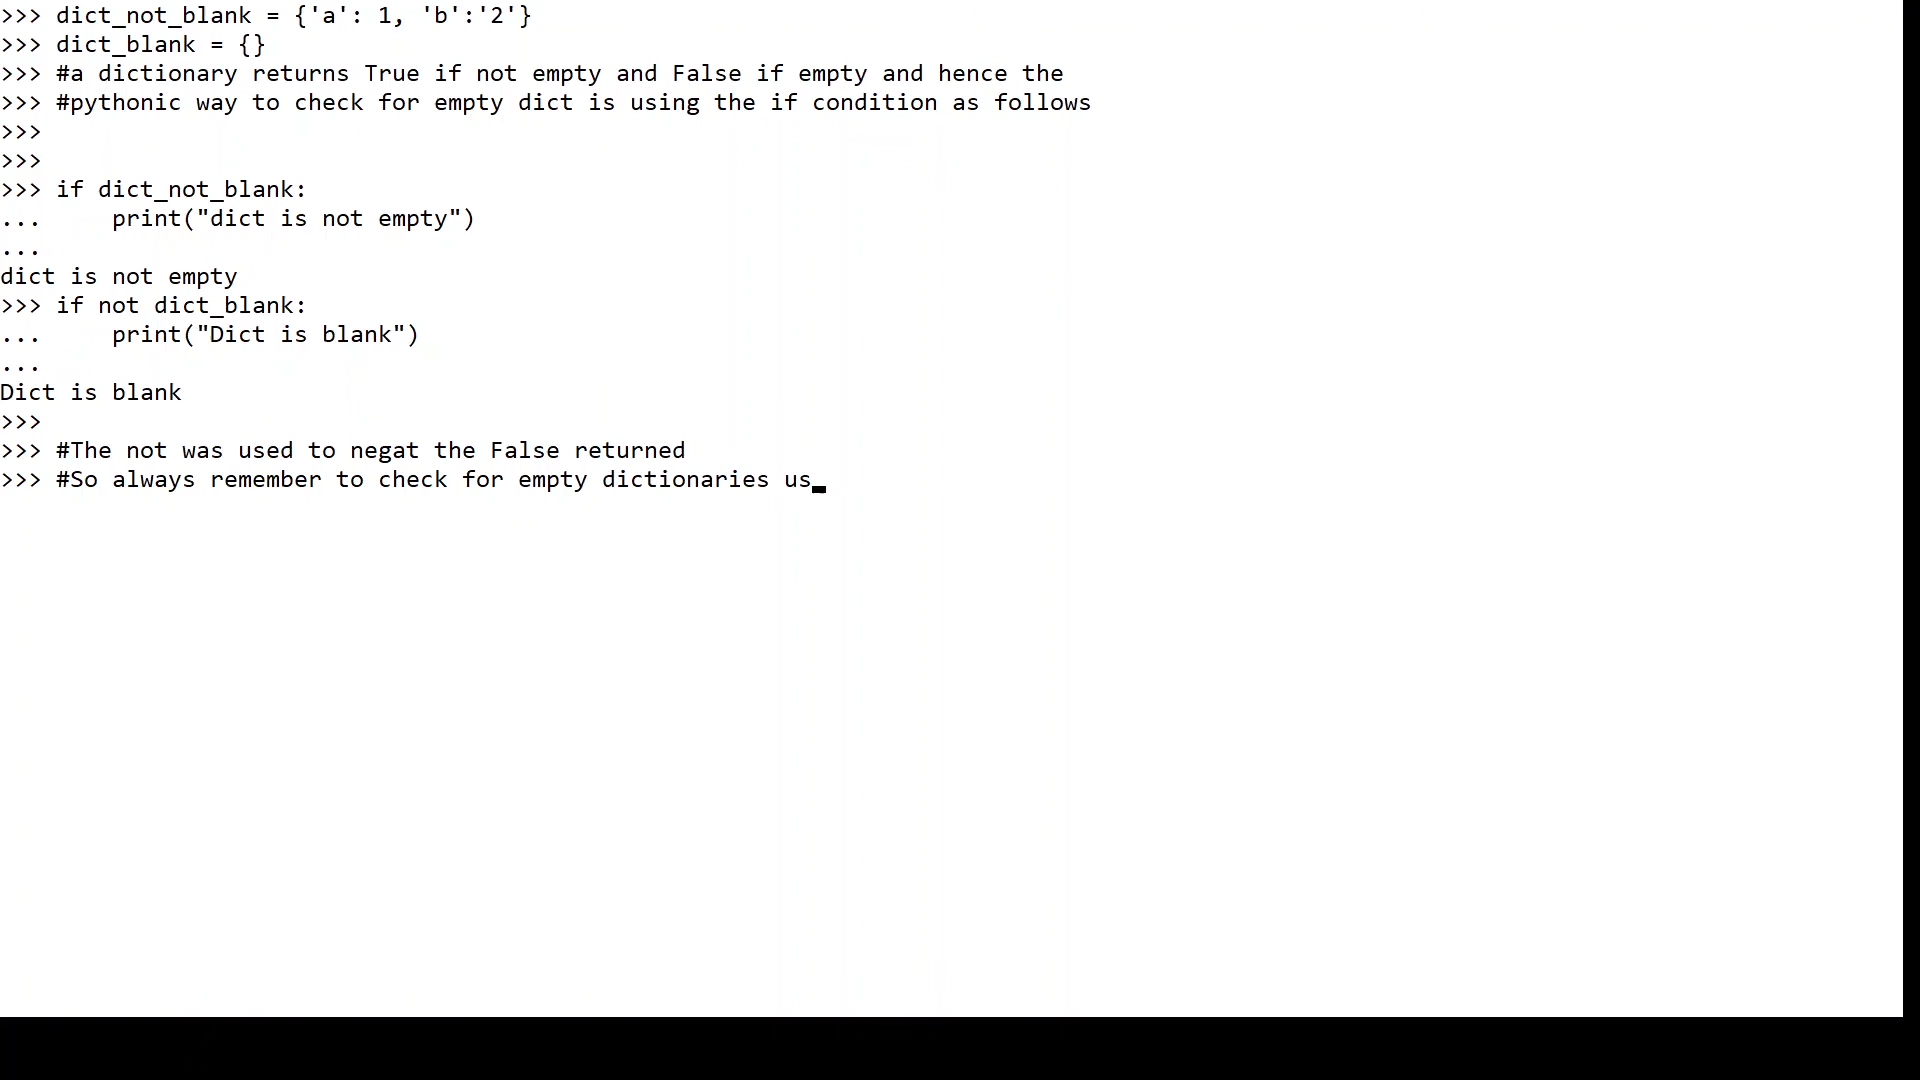 >>> dict_not_blank = {'a': 1, 'b':'2'}
>>> dict_blank = {}
>>> #a dictionary returns True if not empty and False if empty and hence the
>>> #pythonic way to check for empty dict is using the if condition as follows
>>>
>>>
>>> if dict_not_blank:
...     print("dict is not empty")
...
dict is not empty
>>> if not dict_blank:
...     print("Dict is blank")
...
Dict is blank
>>>
>>> #The not was used to negat the False returned
>>> #So always remember to check for empty dictionaries us